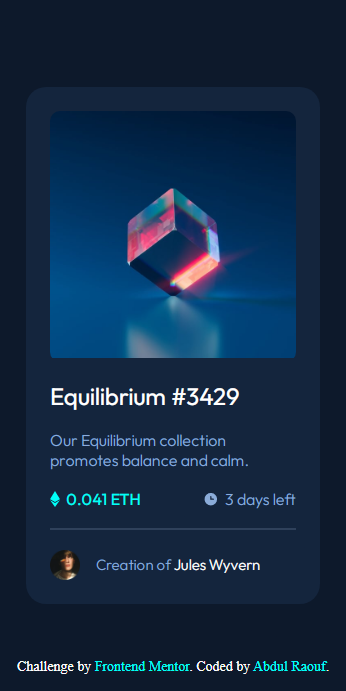 Equilibrium #3429
Our Equilibrium collection
promotes balance and calm.
0.041 ETH 3 days left
Creation of Jules Wyvern
Challenge by Frontend Mentor. Coded by Abdul Raouf.